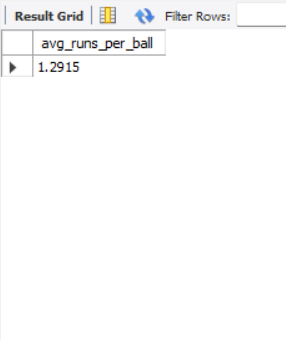 Result Grid Filter Rows:
avg_runs_per_ball
1.2915